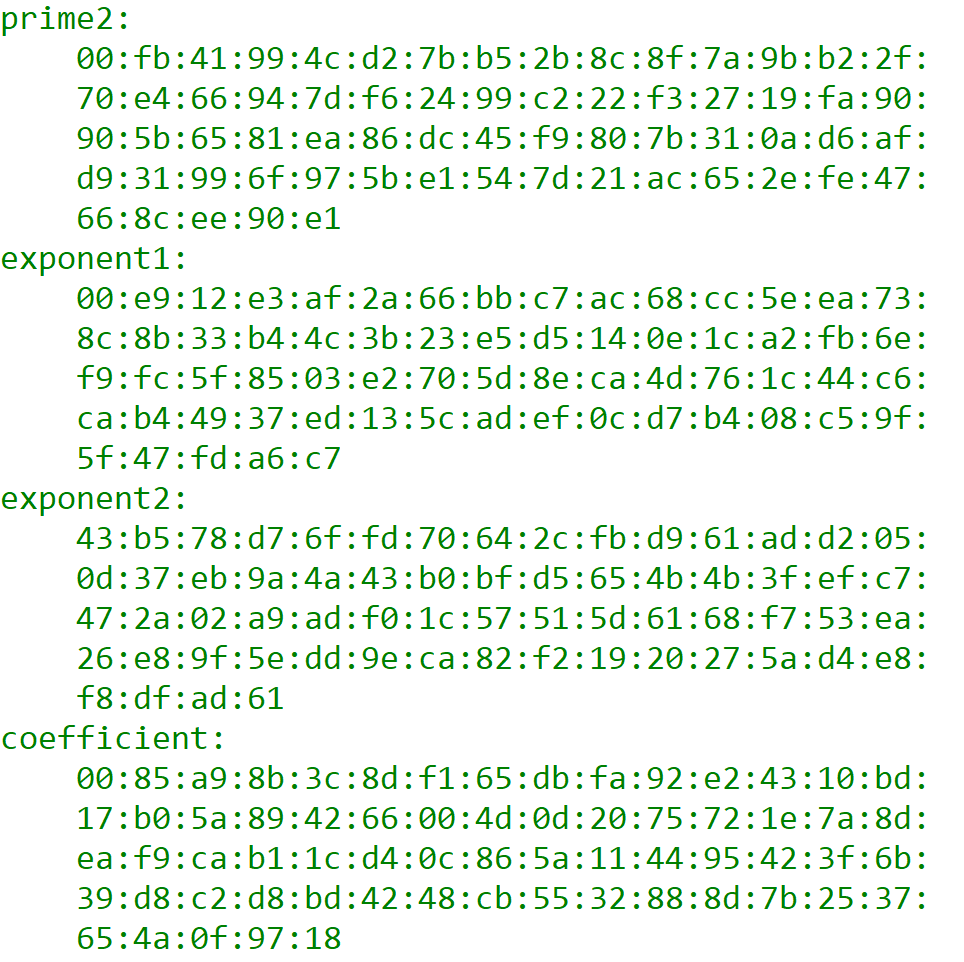 prime2:
    00:fb:41:99:4c:d2:7b:b5:2b:8c:8f:7a:9b:b2:2f:
    70:e4:66:94:7d:f6:24:99:c2:22:f3:27:19:fa:90:
    90:5b:65:81:ea:86:dc:45:f9:80:7b:31:0a:d6:af:
    d9:31:99:6f:97:5b:e1:54:7d:21:ac:65:2e:fe:47:
    66:8c:ee:90:e1
exponent1:
    00:e9:12:e3:af:2a:66:bb:c7:ac:68:cc:5e:ea:73:
    8c:8b:33:b4:4c:3b:23:e5:d5:14:0e:1c:a2:fb:6e:
    f9:fc:5f:85:03:e2:70:5d:8e:ca:4d:76:1c:44:c6:
    ca:b4:49:37:ed:13:5c:ad:ef:0c:d7:b4:08:c5:9f:
    5f:47:fd:a6:c7
exponent2:
    43:b5:78:d7:6f:fd:70:64:2c:fb:d9:61:ad:d2:05:
    0d:37:eb:9a:4a:43:b0:bf:d5:65:4b:4b:3f:ef:c7:
    47:2a:02:a9:ad:f0:1c:57:51:5d:61:68:f7:53:ea:
    26:e8:9f:5e:dd:9e:ca:82:f2:19:20:27:5a:d4:e8:
    f8:df:ad:61
coefficient:
    00:85:a9:8b:3c:8d:f1:65:db:fa:92:e2:43:10:bd:
    17:b0:5a:89:42:66:00:4d:0d:20:75:72:1e:7a:8d:
    ea:f9:ca:b1:1c:d4:0c:86:5a:11:44:95:42:3f:6b:
    39:d8:c2:d8:bd:42:48:cb:55:32:88:8d:7b:25:37:
    65:4a:0f:97:18